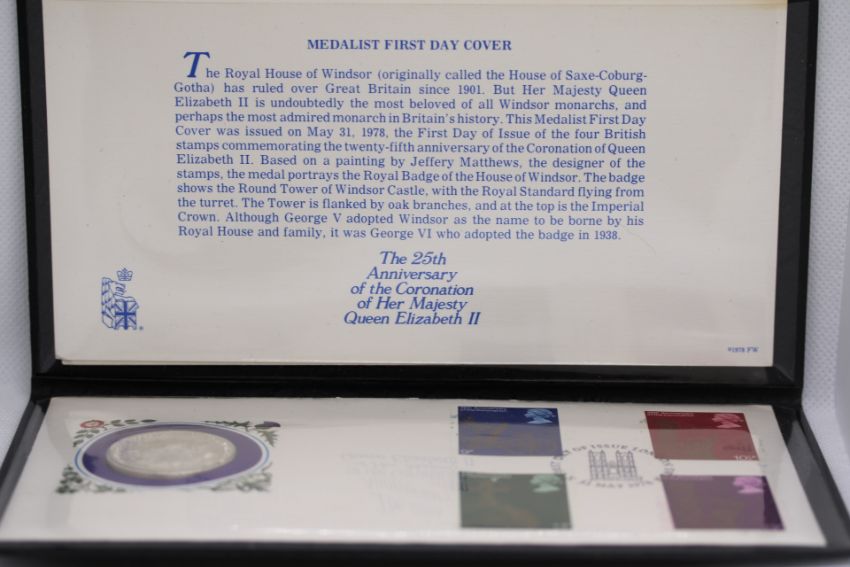 MEDALIST FIRST DAY COVER
The Royal House of Windsor (originally called the House of Saxe-Coburg-
Gotha) has ruled over Great Britain since 1901. But Her Majesty Queen
Elizabeth II is undoubtedly the most beloved of all Windsor monarchs, and
perhaps the most admired monarch in Britain's history. This Medalist First Day
Cover was issued on May 31, 1978, the First Day of Issue of the four British
stamps commemorating the twenty-fifth anniversary of the Coronation of Queen
Elizabeth II. Based on a painting by Jeffery Matthews, the designer of the
stamps, the medal portrays the Royal Badge of the House of Windsor. The badge
shows the Round Tower of Windsor Castle, with the Royal Standard flying from
the turret. The Tower is flanked by oak branches, and at the top is the Imperial
Crown. Although George V adopted Windsor as the name to be borne by his
Royal House and family, it was George VI who adopted the badge in 1938.
The 25th
Anniversary
of the Coronation
of Her Majesty
Queen Elizabeth II
©1978 FW
OF ISSUE LONDON
31 MAY 1978